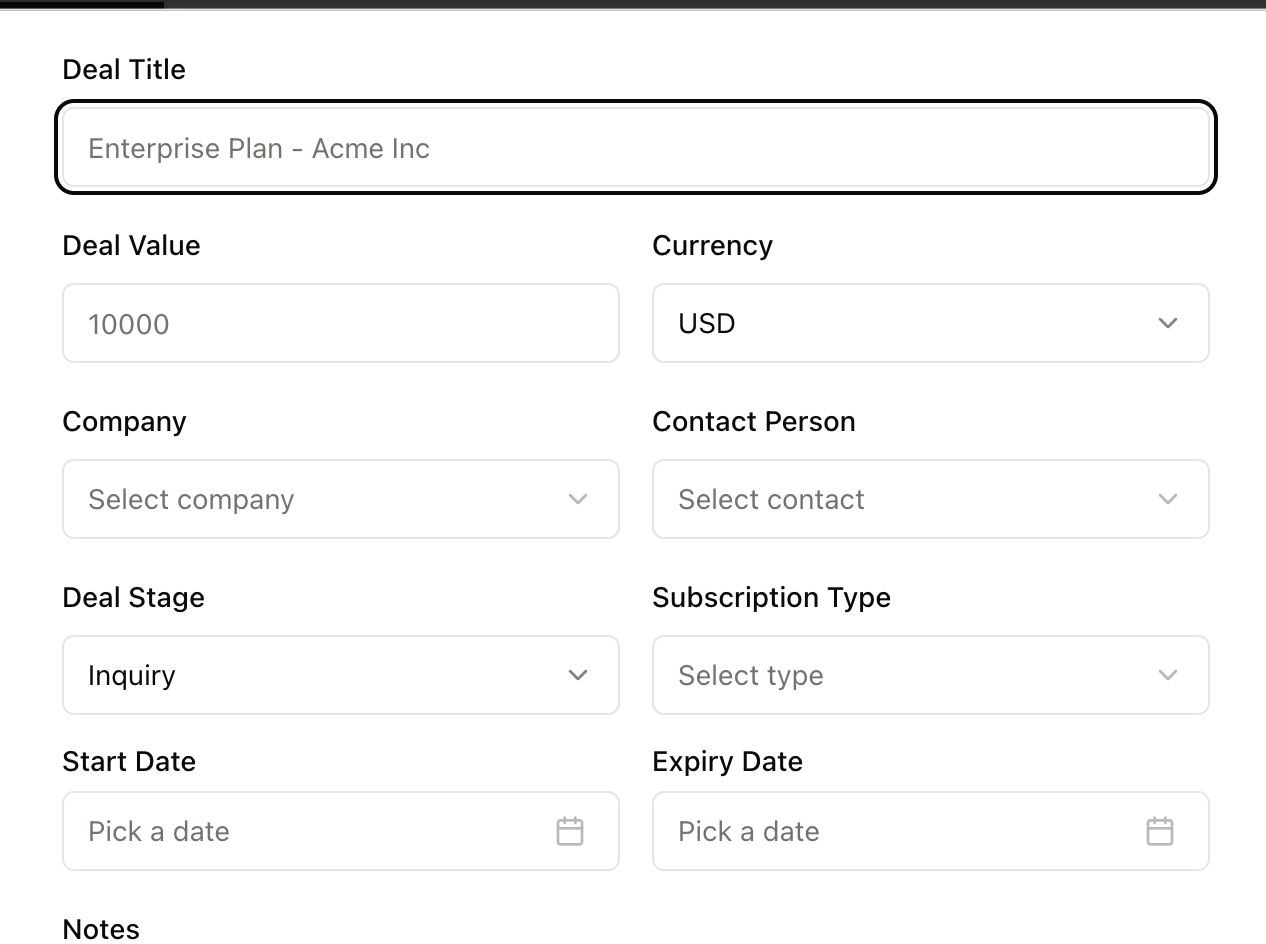 Deal Title
Enterprise Plan - Acme Inc
Deal Value
Currency
10000
USD
Company
Contact Person
Select company
Select contact
Deal Stage
Subscription Type
Inquiry
Select type
Start Date
Expiry Date
Pick a date
Pick a date
Notes